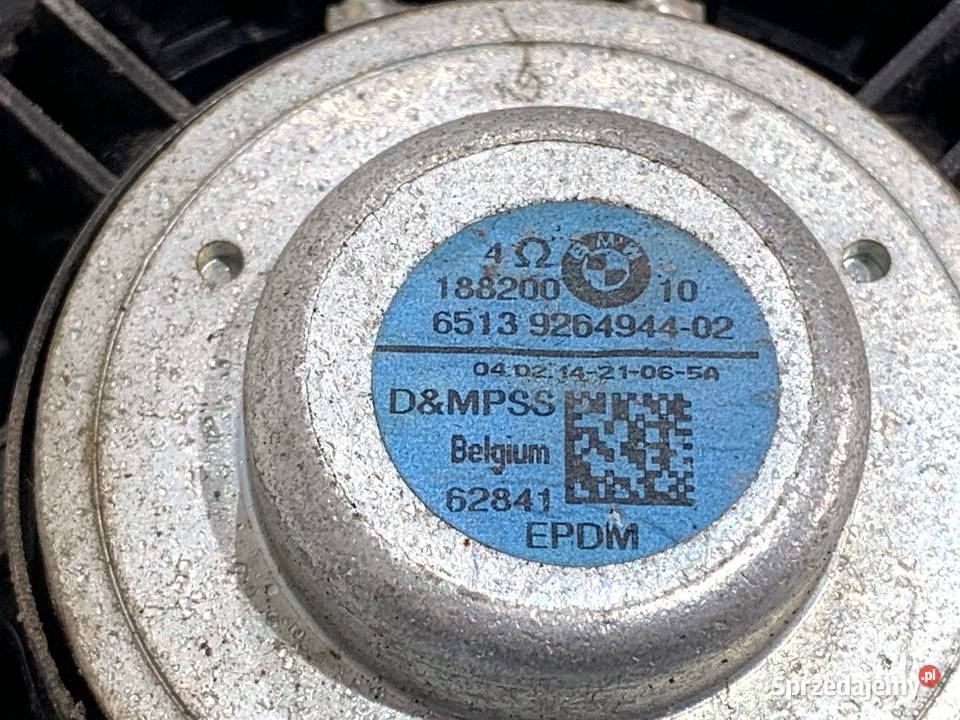 4Ω BMW
188200 10
6513 9264944-02
04.02.14-21-06-5A
D&MPSS
Belgium
62841
EPDM
Sprzedajemy.pl